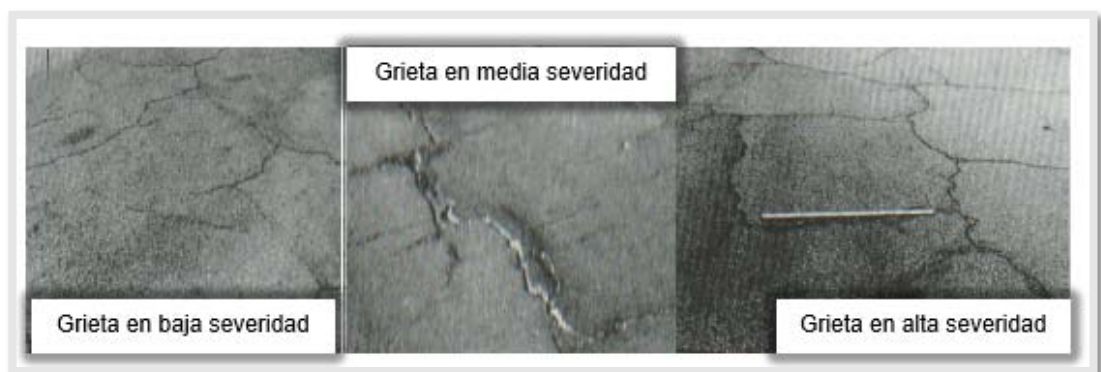 Grieta en media severidad
Grieta en baja severidad
Grieta en alta severidad